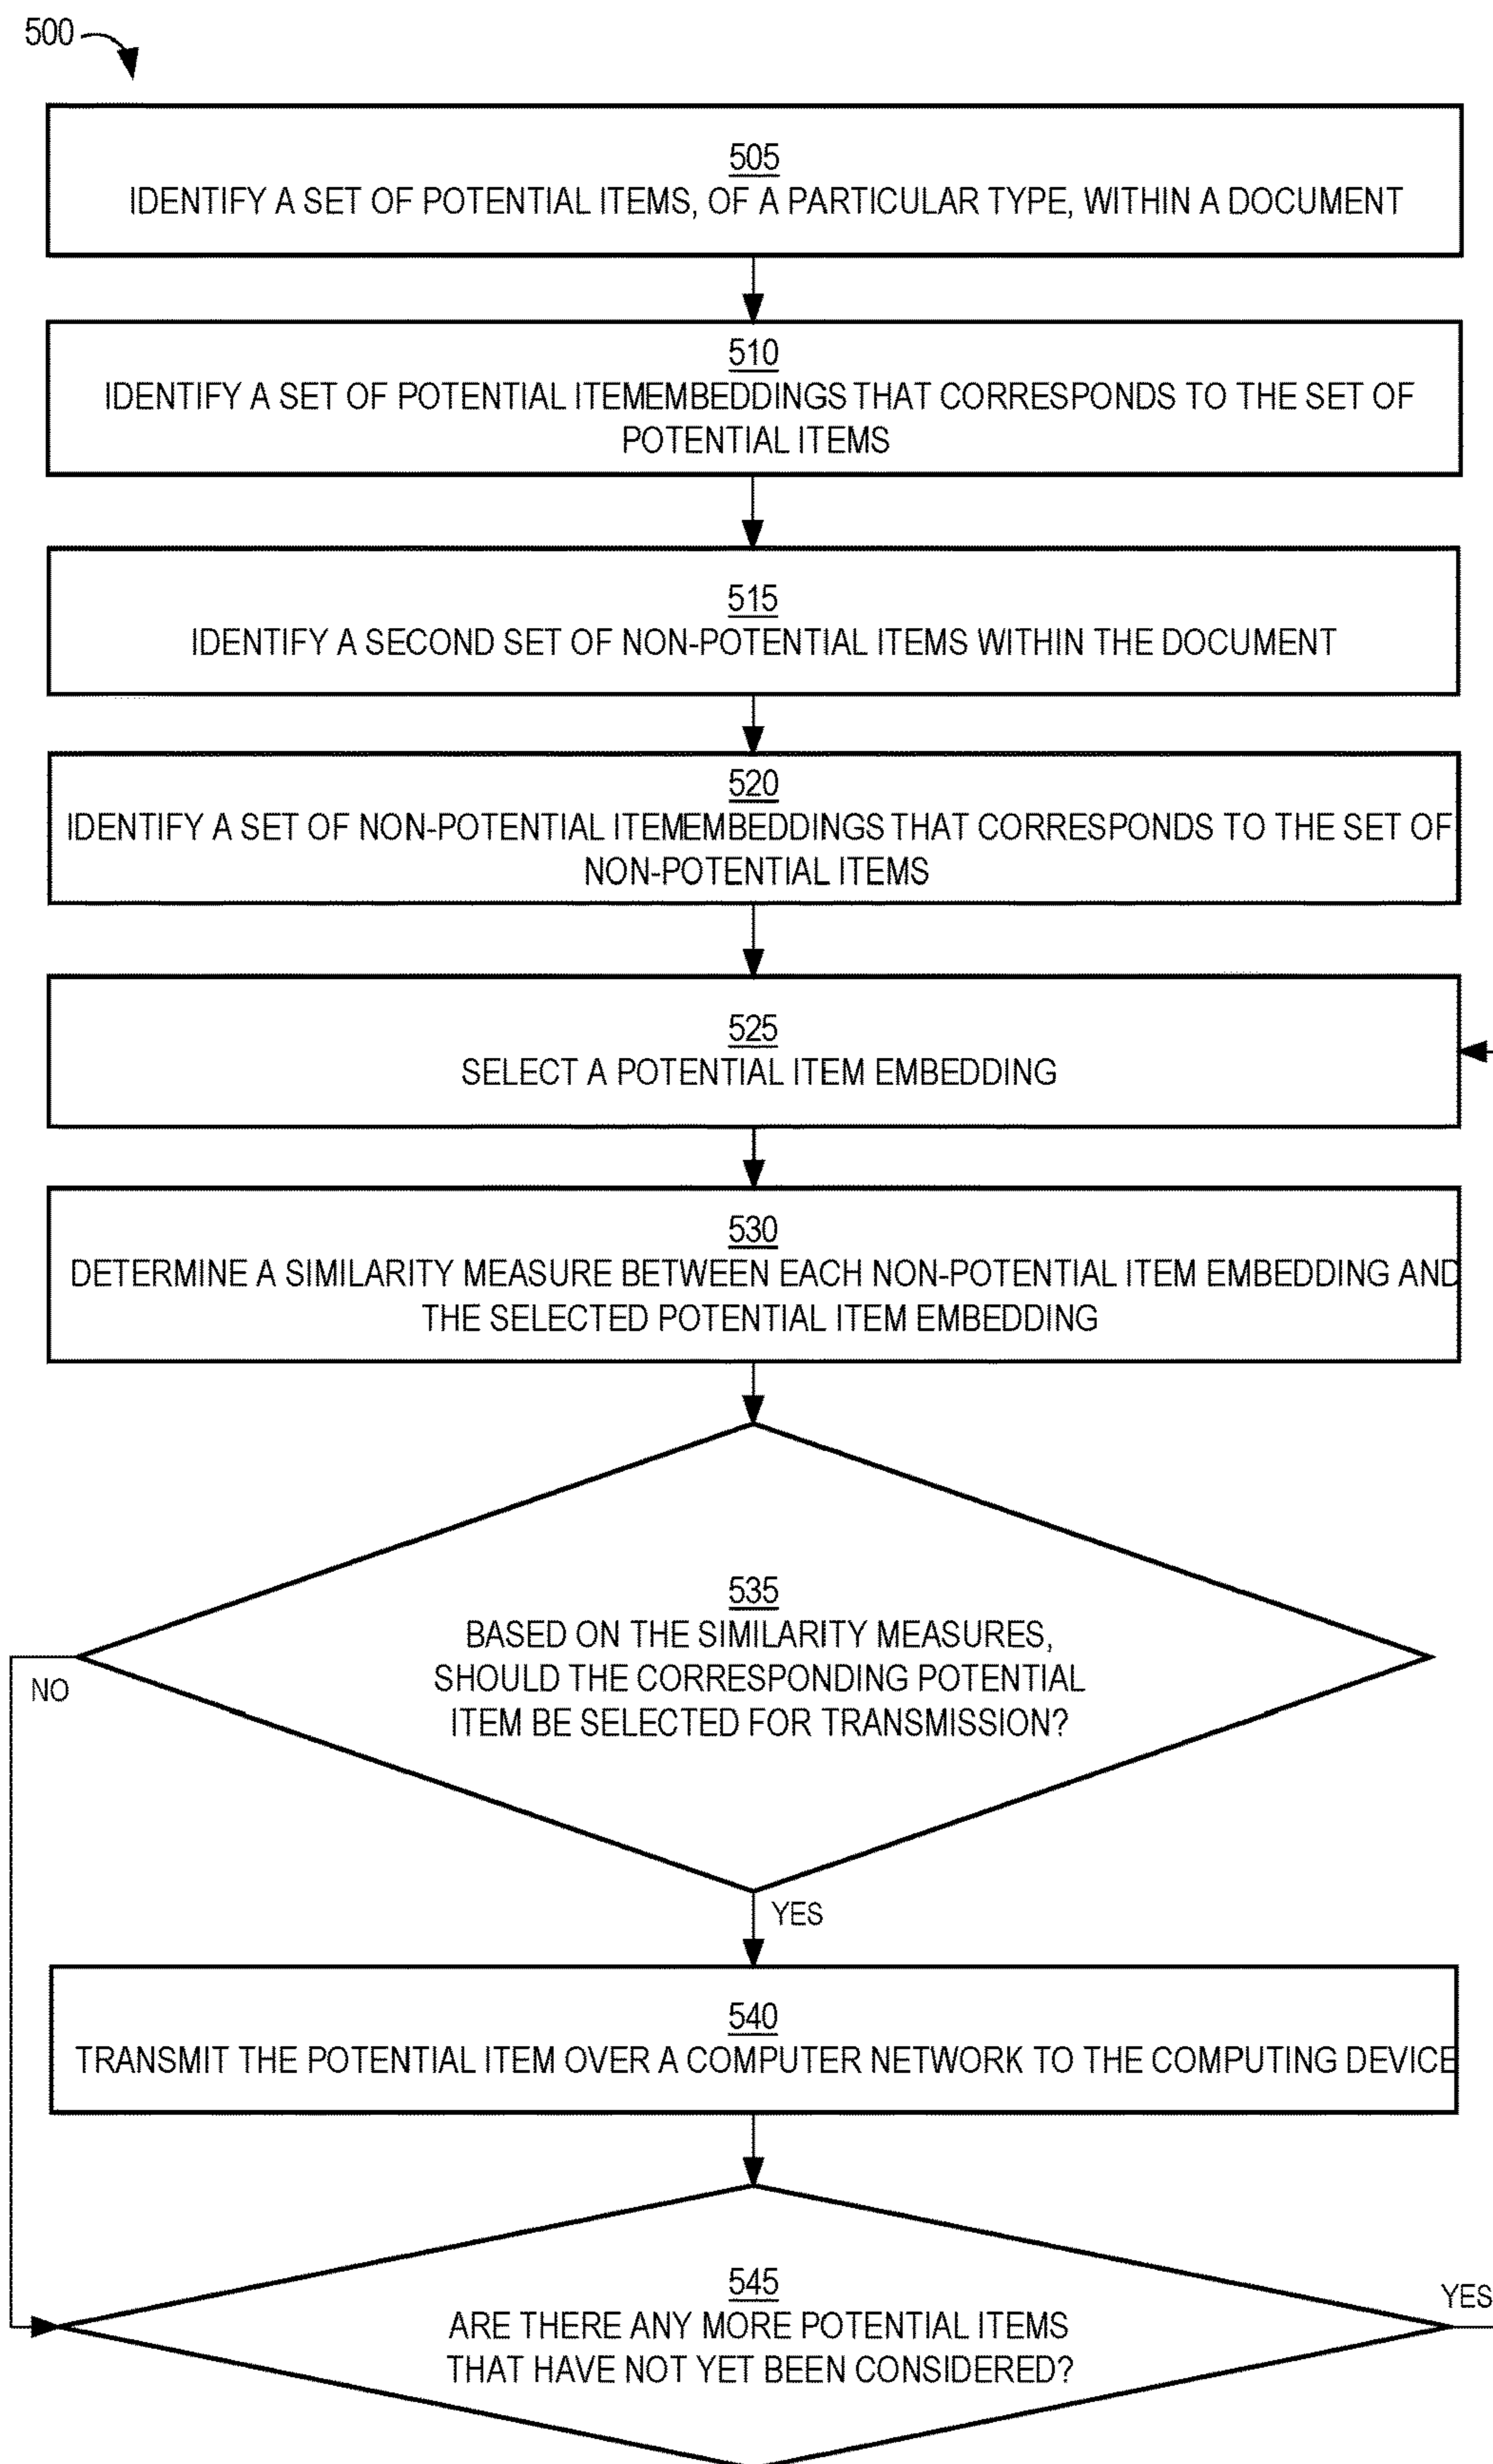 500
505
IDENTIFY A SET OF POTENTIAL ITEMS, OF A PARTICULAR TYPE, WITHIN A DOCUMENT
510
IDENTIFY A SET OF POTENTIAL ITEMEMBEDDINGS THAT CORRESPONDS TO THE SET OF
POTENTIAL ITEMS
515
IDENTIFY A SECOND SET OF NON-POTENTIAL ITEMS WITHIN THE DOCUMENT
520
IDENTIFY A SET OF NON-POTENTIAL ITEMEMBEDDINGS THAT CORRESPONDS TO THE SET OF
NON-POTENTIAL ITEMS
525
SELECT A POTENTIAL ITEM EMBEDDING
530
DETERMINE A SIMILARITY MEASURE BETWEEN EACH NON-POTENTIAL ITEM EMBEDDING AND
THE SELECTED POTENTIAL ITEM EMBEDDING
535
BASED ON THE SIMILARITY MEASURES,
SHOULD THE CORRESPONDING POTENTIAL
ITEM BE SELECTED FOR TRANSMISSION?
NO
YES
540
TRANSMIT THE POTENTIAL ITEM OVER A COMPUTER NETWORK TO THE COMPUTING DEVICE
545
ARE THERE ANY MORE POTENTIAL ITEMS
THAT HAVE NOT YET BEEN CONSIDERED?
YES